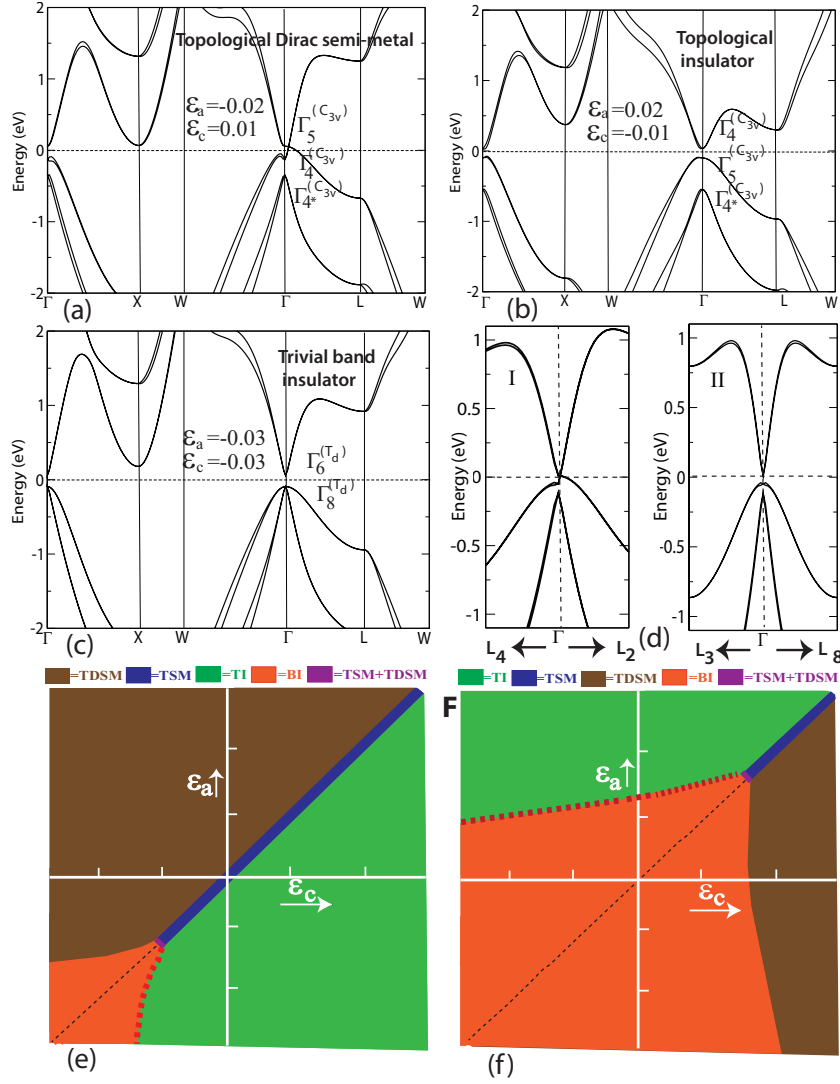 2
Topological Dirac semi-metal
1
εa=-0.02
εc=0.01
Γ5(C3v)
0
Γ4(C3v)
Γ4*(C3v)
-1
-2
Energy (eV)
Γ X W Γ L W
(a)
2
Topological
insulator
1
εa=0.02
εc=-0.01
Γ4(C3v)
0
Γ5(C3v)
Γ4*(C3v)
-1
-2
Energy (eV)
Γ X W Γ L W
(b)
2
Trivial band
insulator
1
εa=-0.03
εc=-0.03
Γ6(Td)
0
Γ8(Td)
-1
-2
Energy (eV)
Γ X W Γ L W
(c)
1
I
0.5
0
-0.5
-1
Energy (eV)
L4 Γ L2
1
II
0.5
0
-0.5
-1
Energy (eV)
L3 Γ L8
(d)
=TDSM =TSM =TI =BI =TSM+TDSM
εa
εc
(e)
=TI =TSM =TDSM =BI =TSM+TDSM
F
εa
εc
(f)